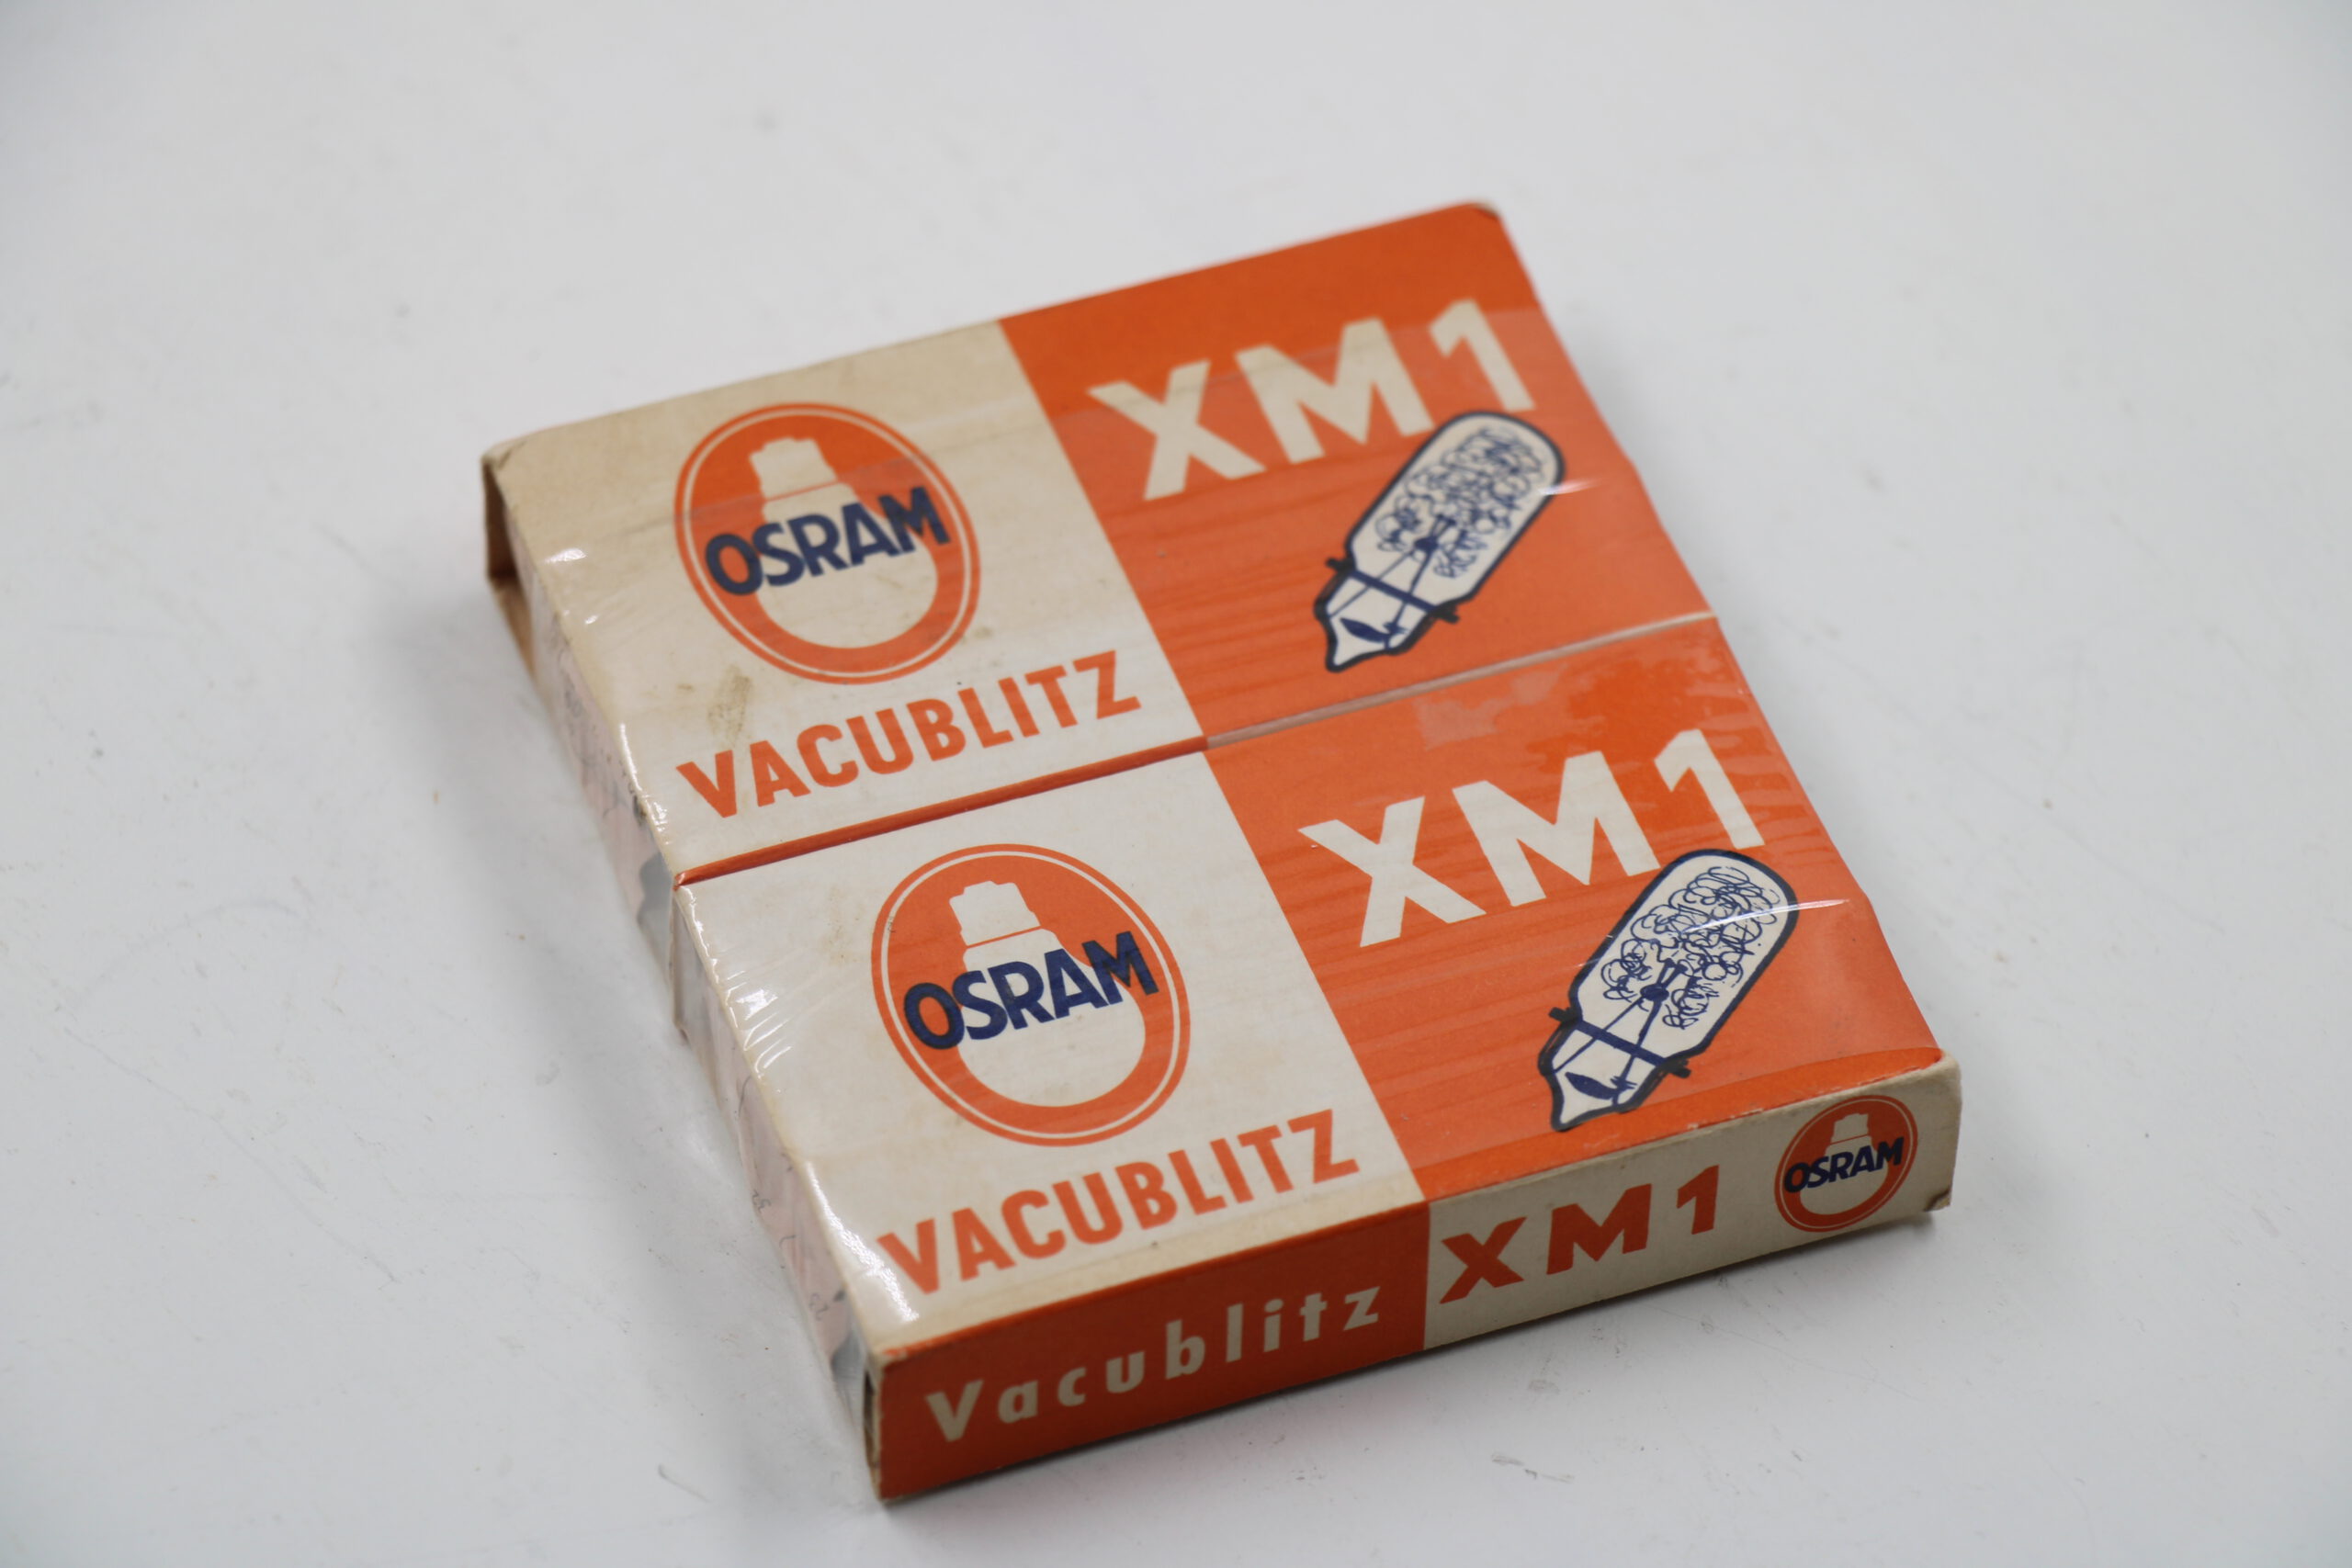 XM1
OSRAM
VACUBLITZ
XM1
OSRAM
VACUBLITZ
Vacublitz XM1 OSRAM